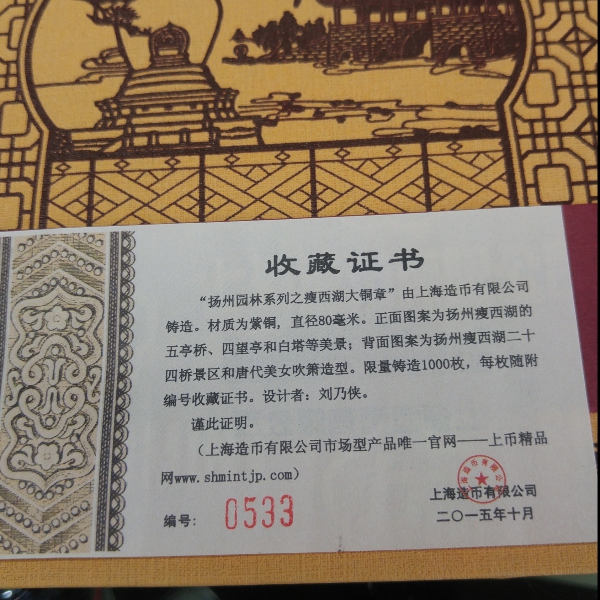 收藏证书
“扬州园林系列之瘦西湖大铜章”由上海造币有限公司
铸造。材质为紫铜,直径80毫米。正面图案为扬州瘦西湖的
五亭桥、四望亭和白塔等美景;背面图案为扬州瘦西湖二十
四桥景区和唐代美女吹箫造型。限量铸造1000枚,每枚随附
编号收藏证书。设计者:刘乃侠。
谨此证明。
(上海造币有限公司市场型产品唯一官网——上币精品
网www.shmintjp.com)
上海造币有限公司
编号: 0533
二〇一五年十月